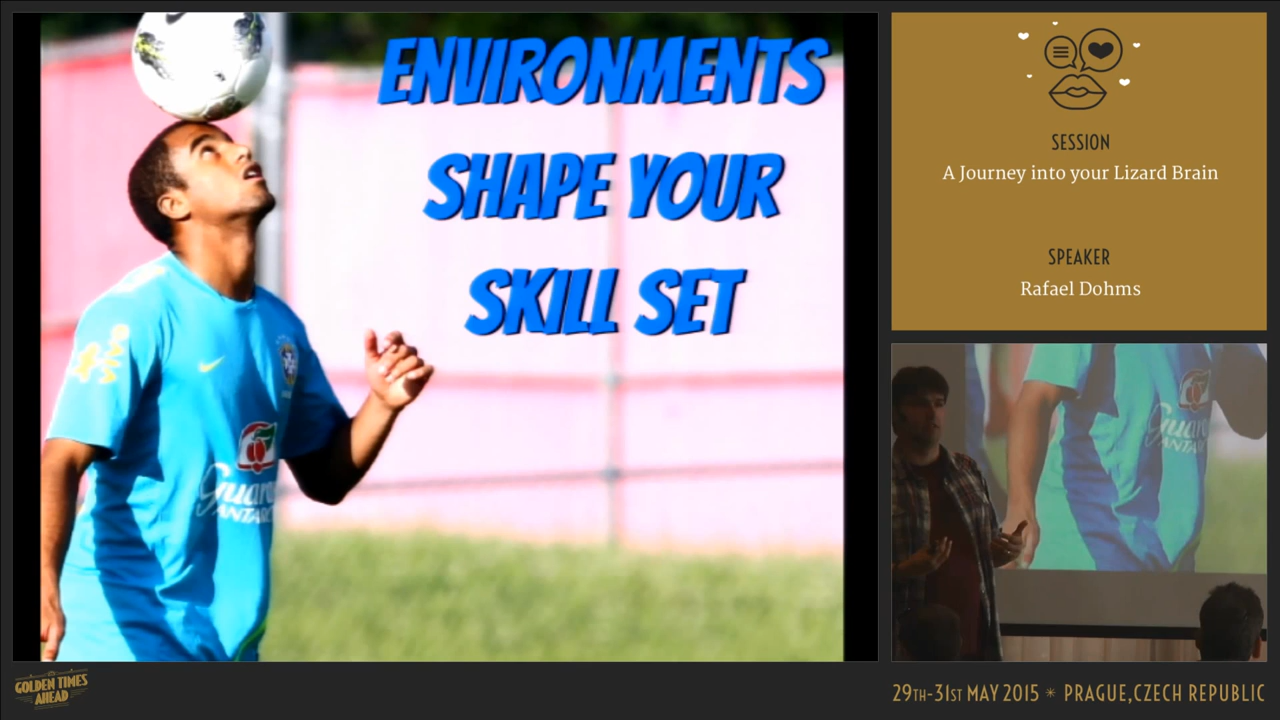 ENVIRONMENTS
SHAPE YOUR
SKILL SET
SESSION
A Journey into your Lizard Brain
SPEAKER
Rafael Dohms
GOLDEN TIMES
AHEAD
29TH-31ST MAY 2015 * PRAGUE,CZECH REPUBLIC